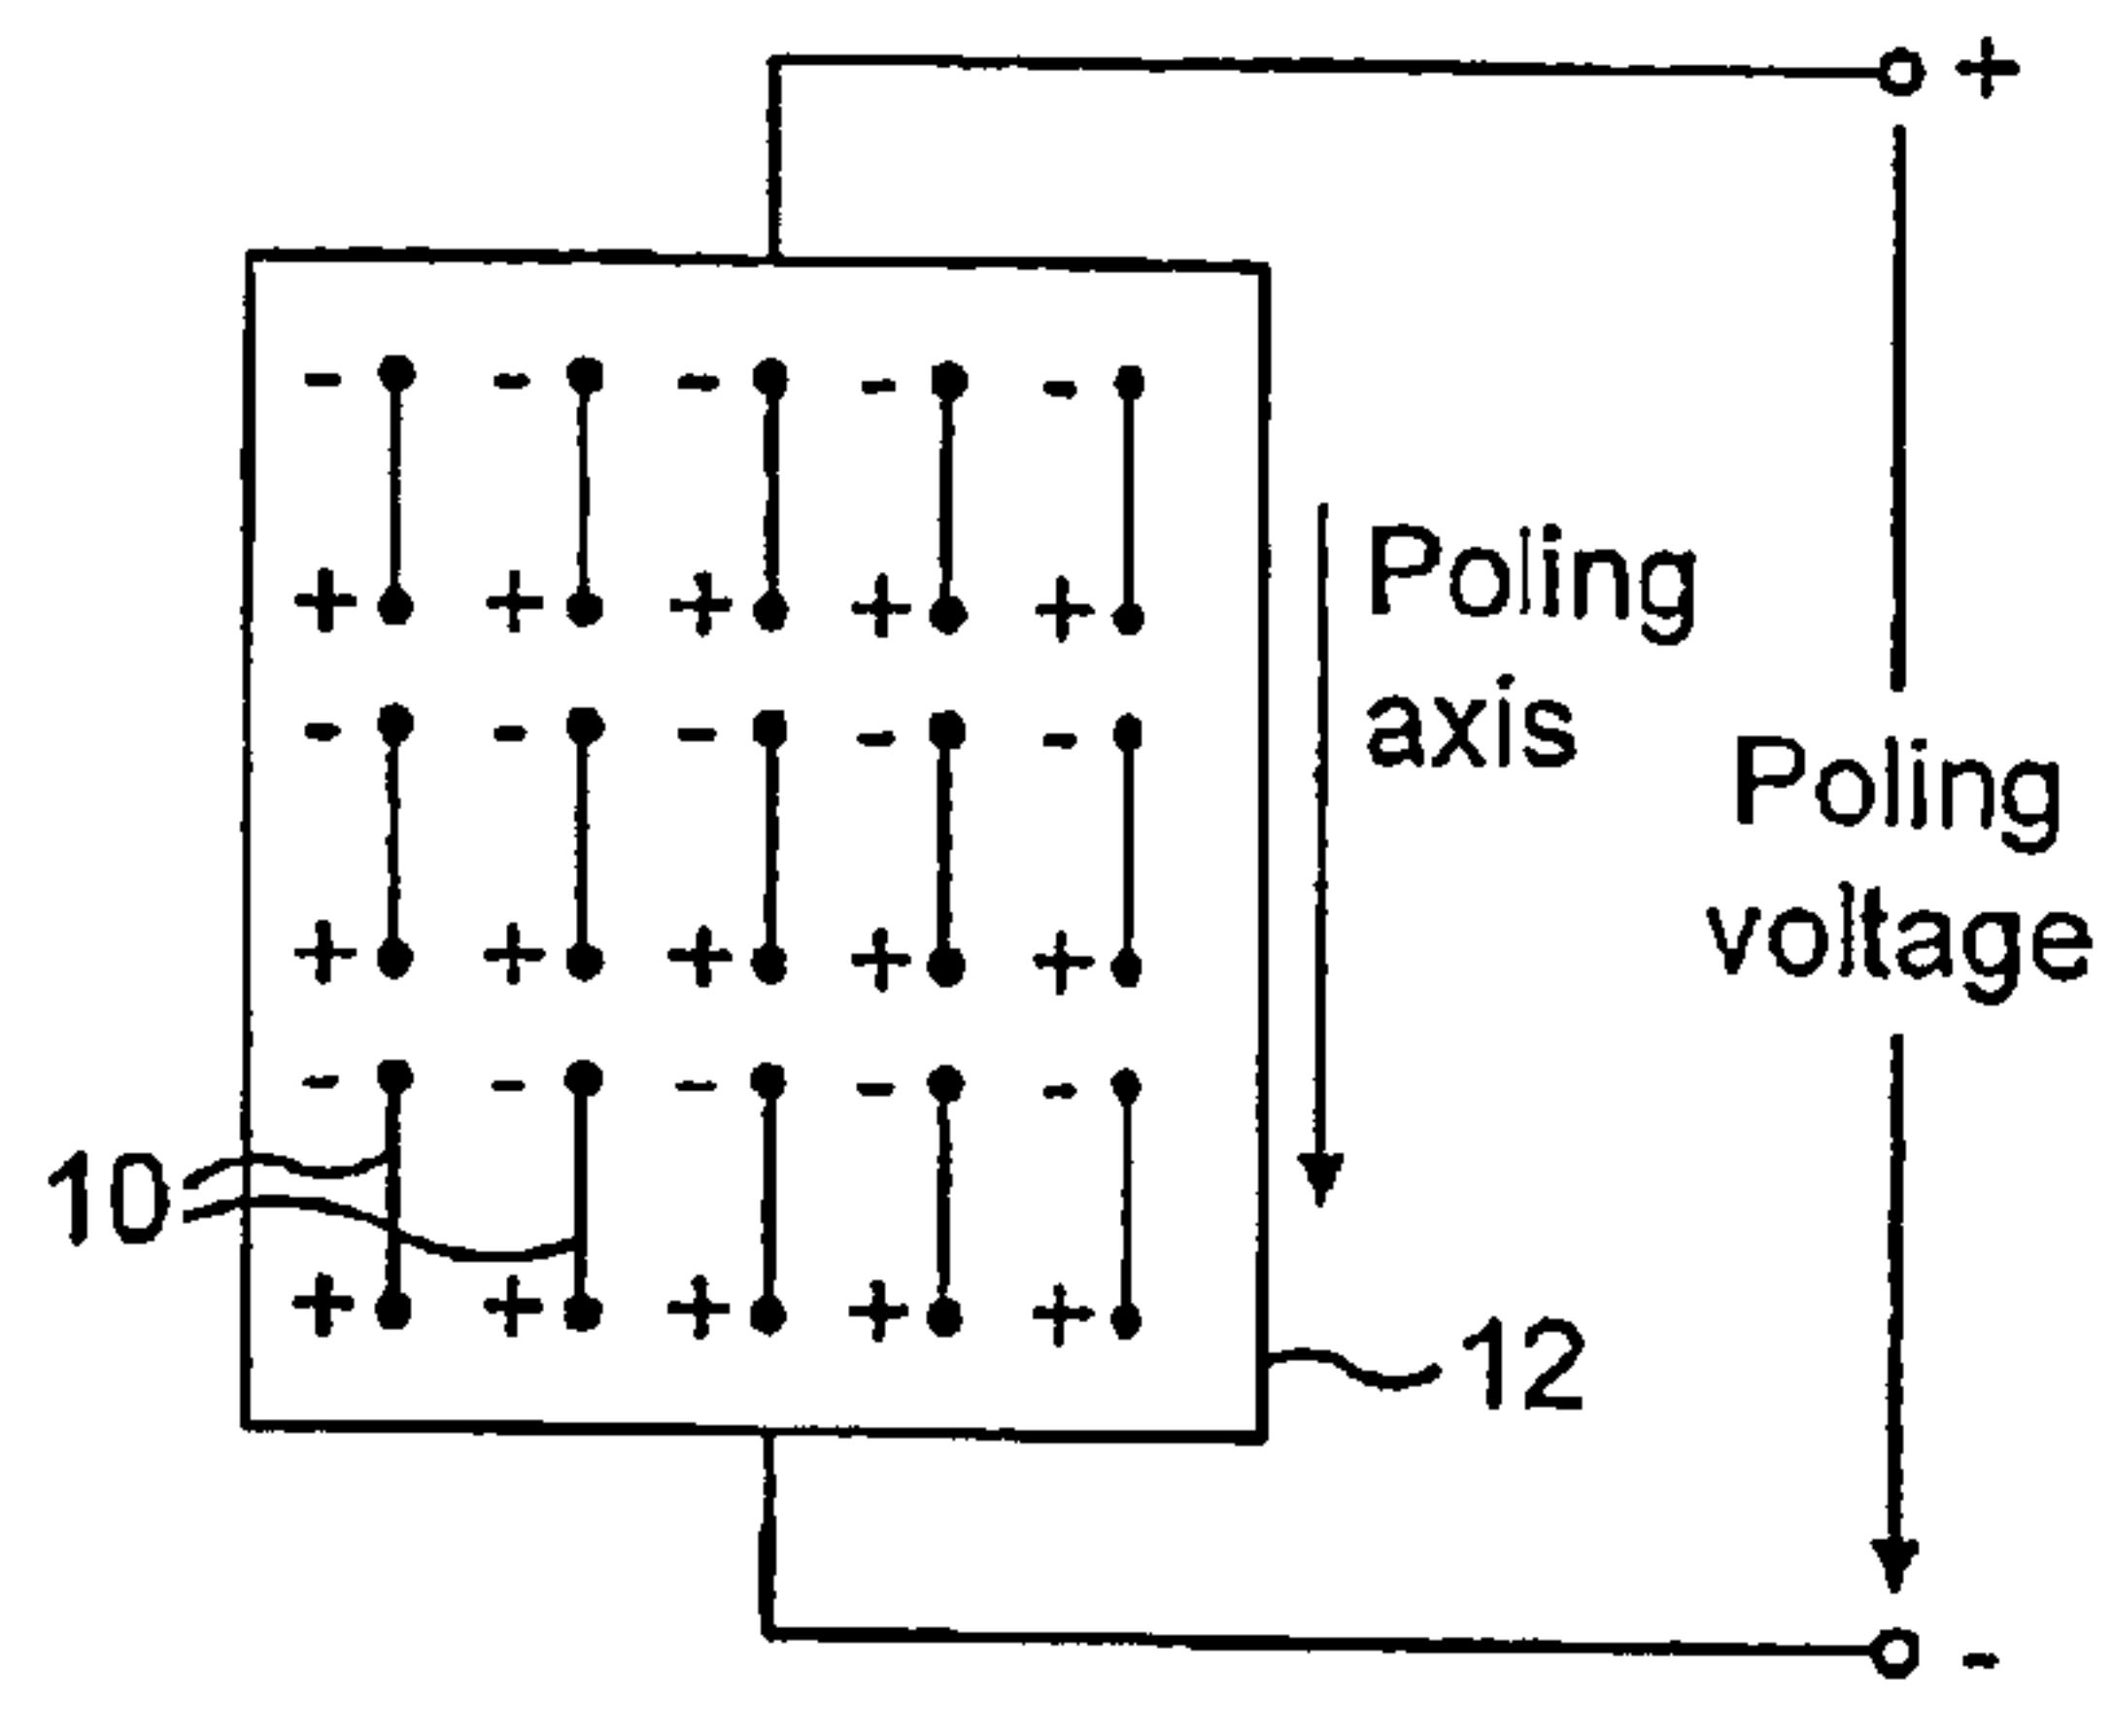 +
- - - - -
+ + + + +
Poling
axis
- - - - -
Poling
voltage
+ + + + +
- - - - -
10
+ + + + +
12
-